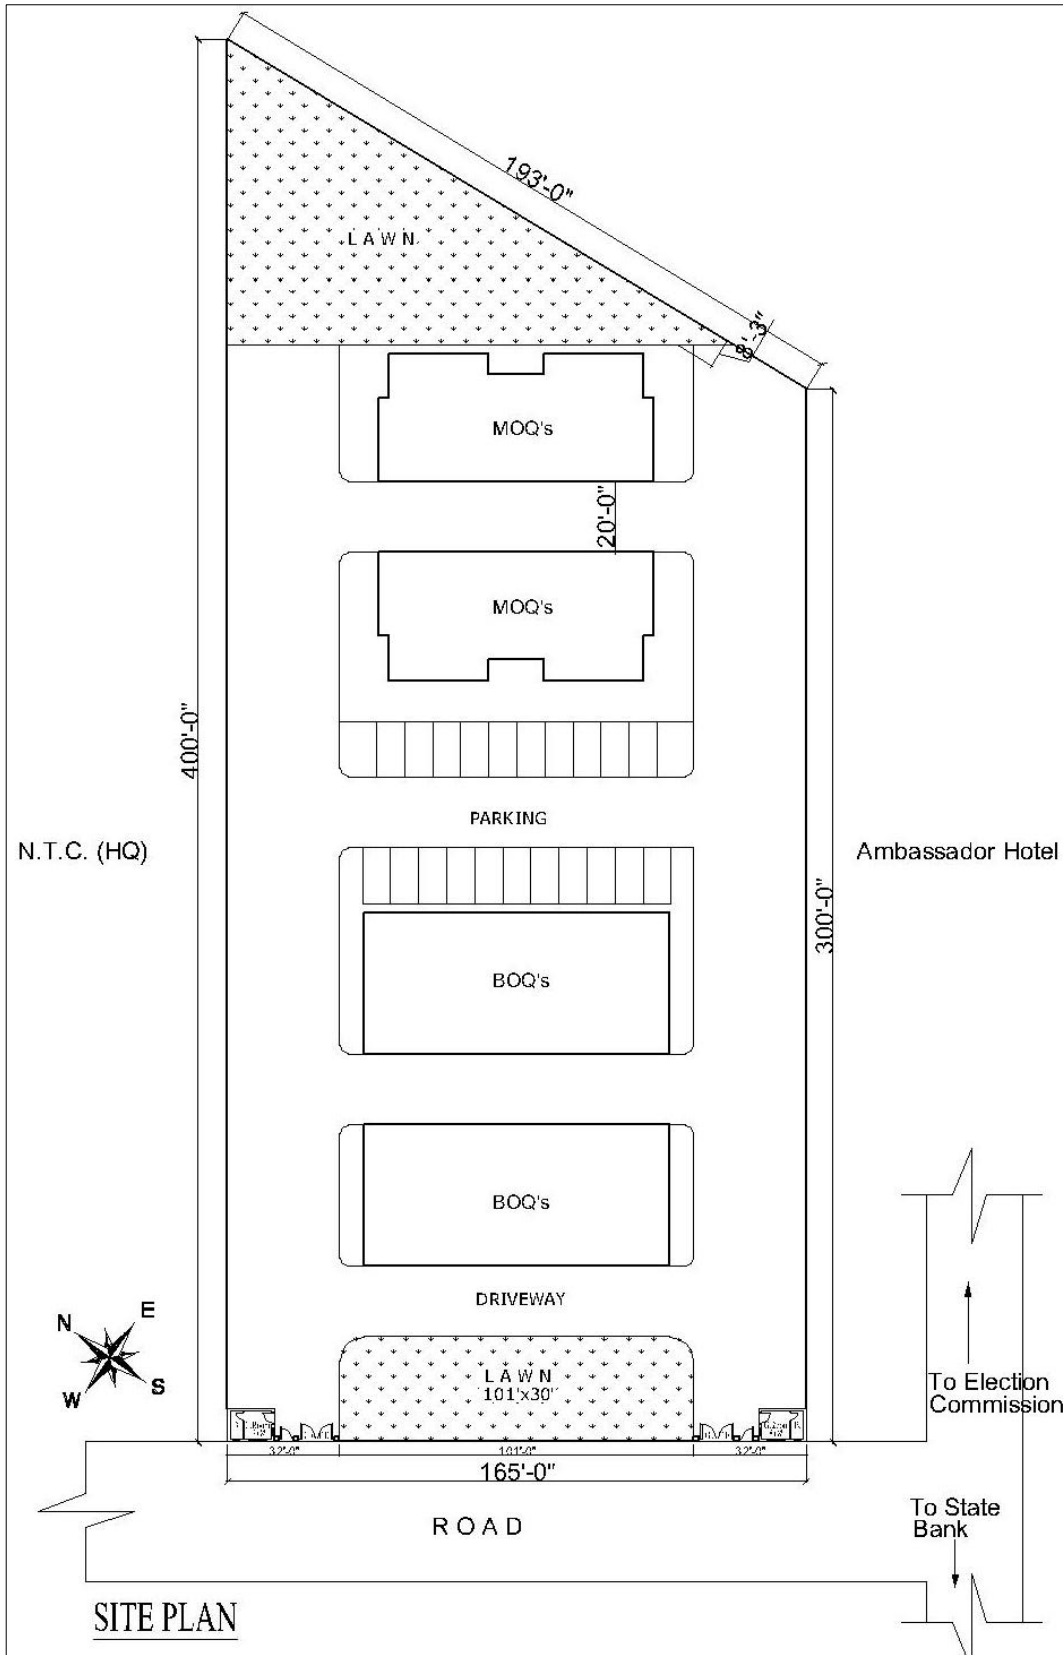 193'-0"
LAWN
8'-3"
MOQ's
20'-0"
MOQ's
400'-0"
PARKING
N.T.C. (HQ)
Ambassador Hotel
300'-0"
BOQ's
BOQ's
DRIVEWAY
N
E
W
S
LAWN
101'x30"
To Election
Commission
32'-0"
101'-0"
32'-0"
165'-0"
To State
Bank
ROAD
SITE PLAN